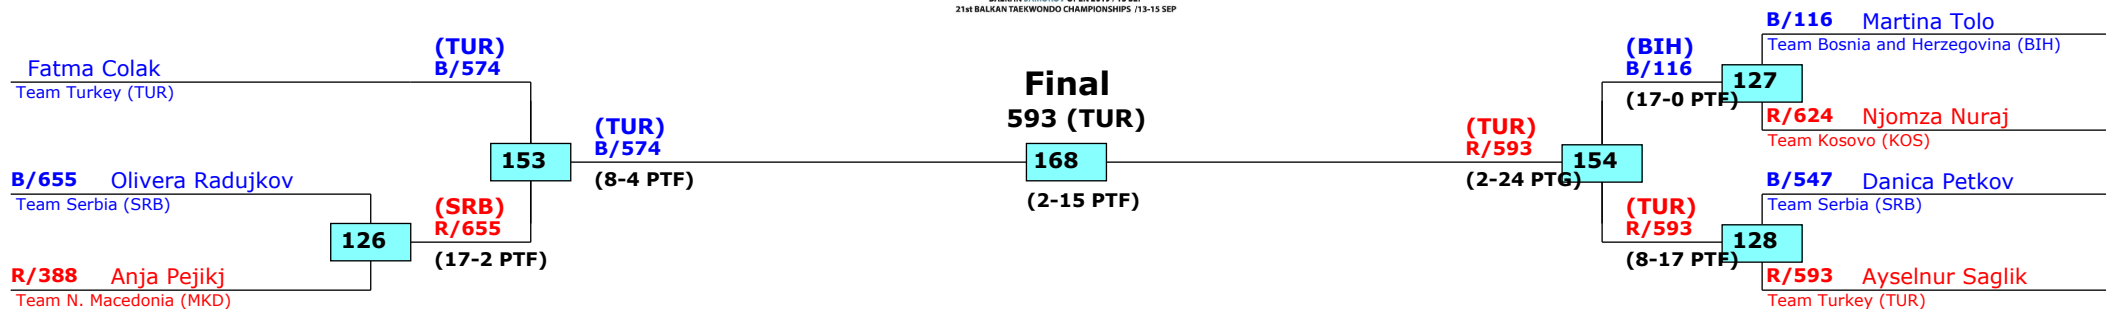 21st BALKAN TAEKWONDO CHAMPIONSHIPS /13-15 SEP
Fatma Colak
Team Turkey (TUR)
(TUR)
B/574
153
B/655 Olivera Radujkov
Team Serbia (SRB)
126
R/388 Anja Pejikj
Team N. Macedonia (MKD)
(SRB)
R/655
(17-2 PTF)
(TUR)
B/574
(8-4 PTF)
Final
593 (TUR)
168
(2-15 PTF)
(TUR)
R/593
154
(2-24 PTG)
(BIH)
B/116
(17-0 PTF)
127
B/116 Martina Tolo
Team Bosnia and Herzegovina (BIH)
R/624 Njomza Nuraj
Team Kosovo (KOS)
(TUR)
R/593
(8-17 PTF)
128
B/547 Danica Petkov
Team Serbia (SRB)
R/593 Ayselnur Saglik
Team Turkey (TUR)